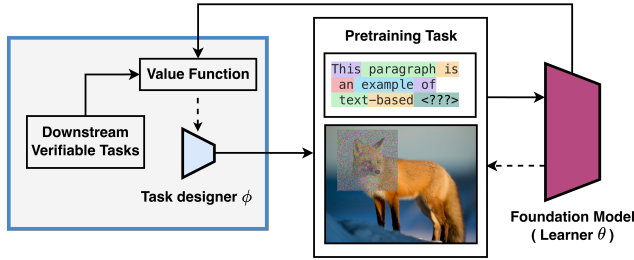 Value Function
Downstream
Verifiable Tasks
Task designer ϕ
Pretraining Task
This paragraph is
an example of
text-based <???>
Foundation Model
( Learner θ )